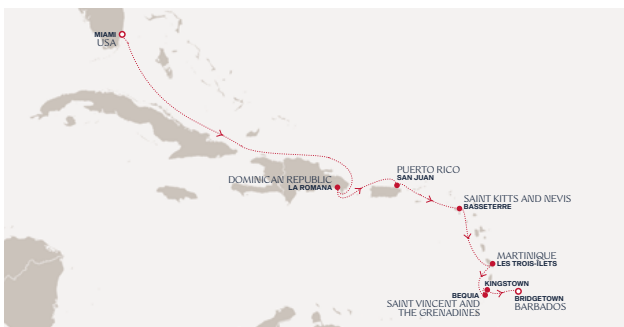 MIAMI
USA
DOMINICAN REPUBLIC
LA ROMANA
PUERTO RICO
SAN JUAN
SAINT KITTS AND NEVIS
BASSETERRE
MARTINIQUE
LES TROIS-ÎLETS
KINGSTOWN
BEQUIA
SAINT VINCENT AND
THE GRENADINES
BRIDGETOWN
BARBADOS